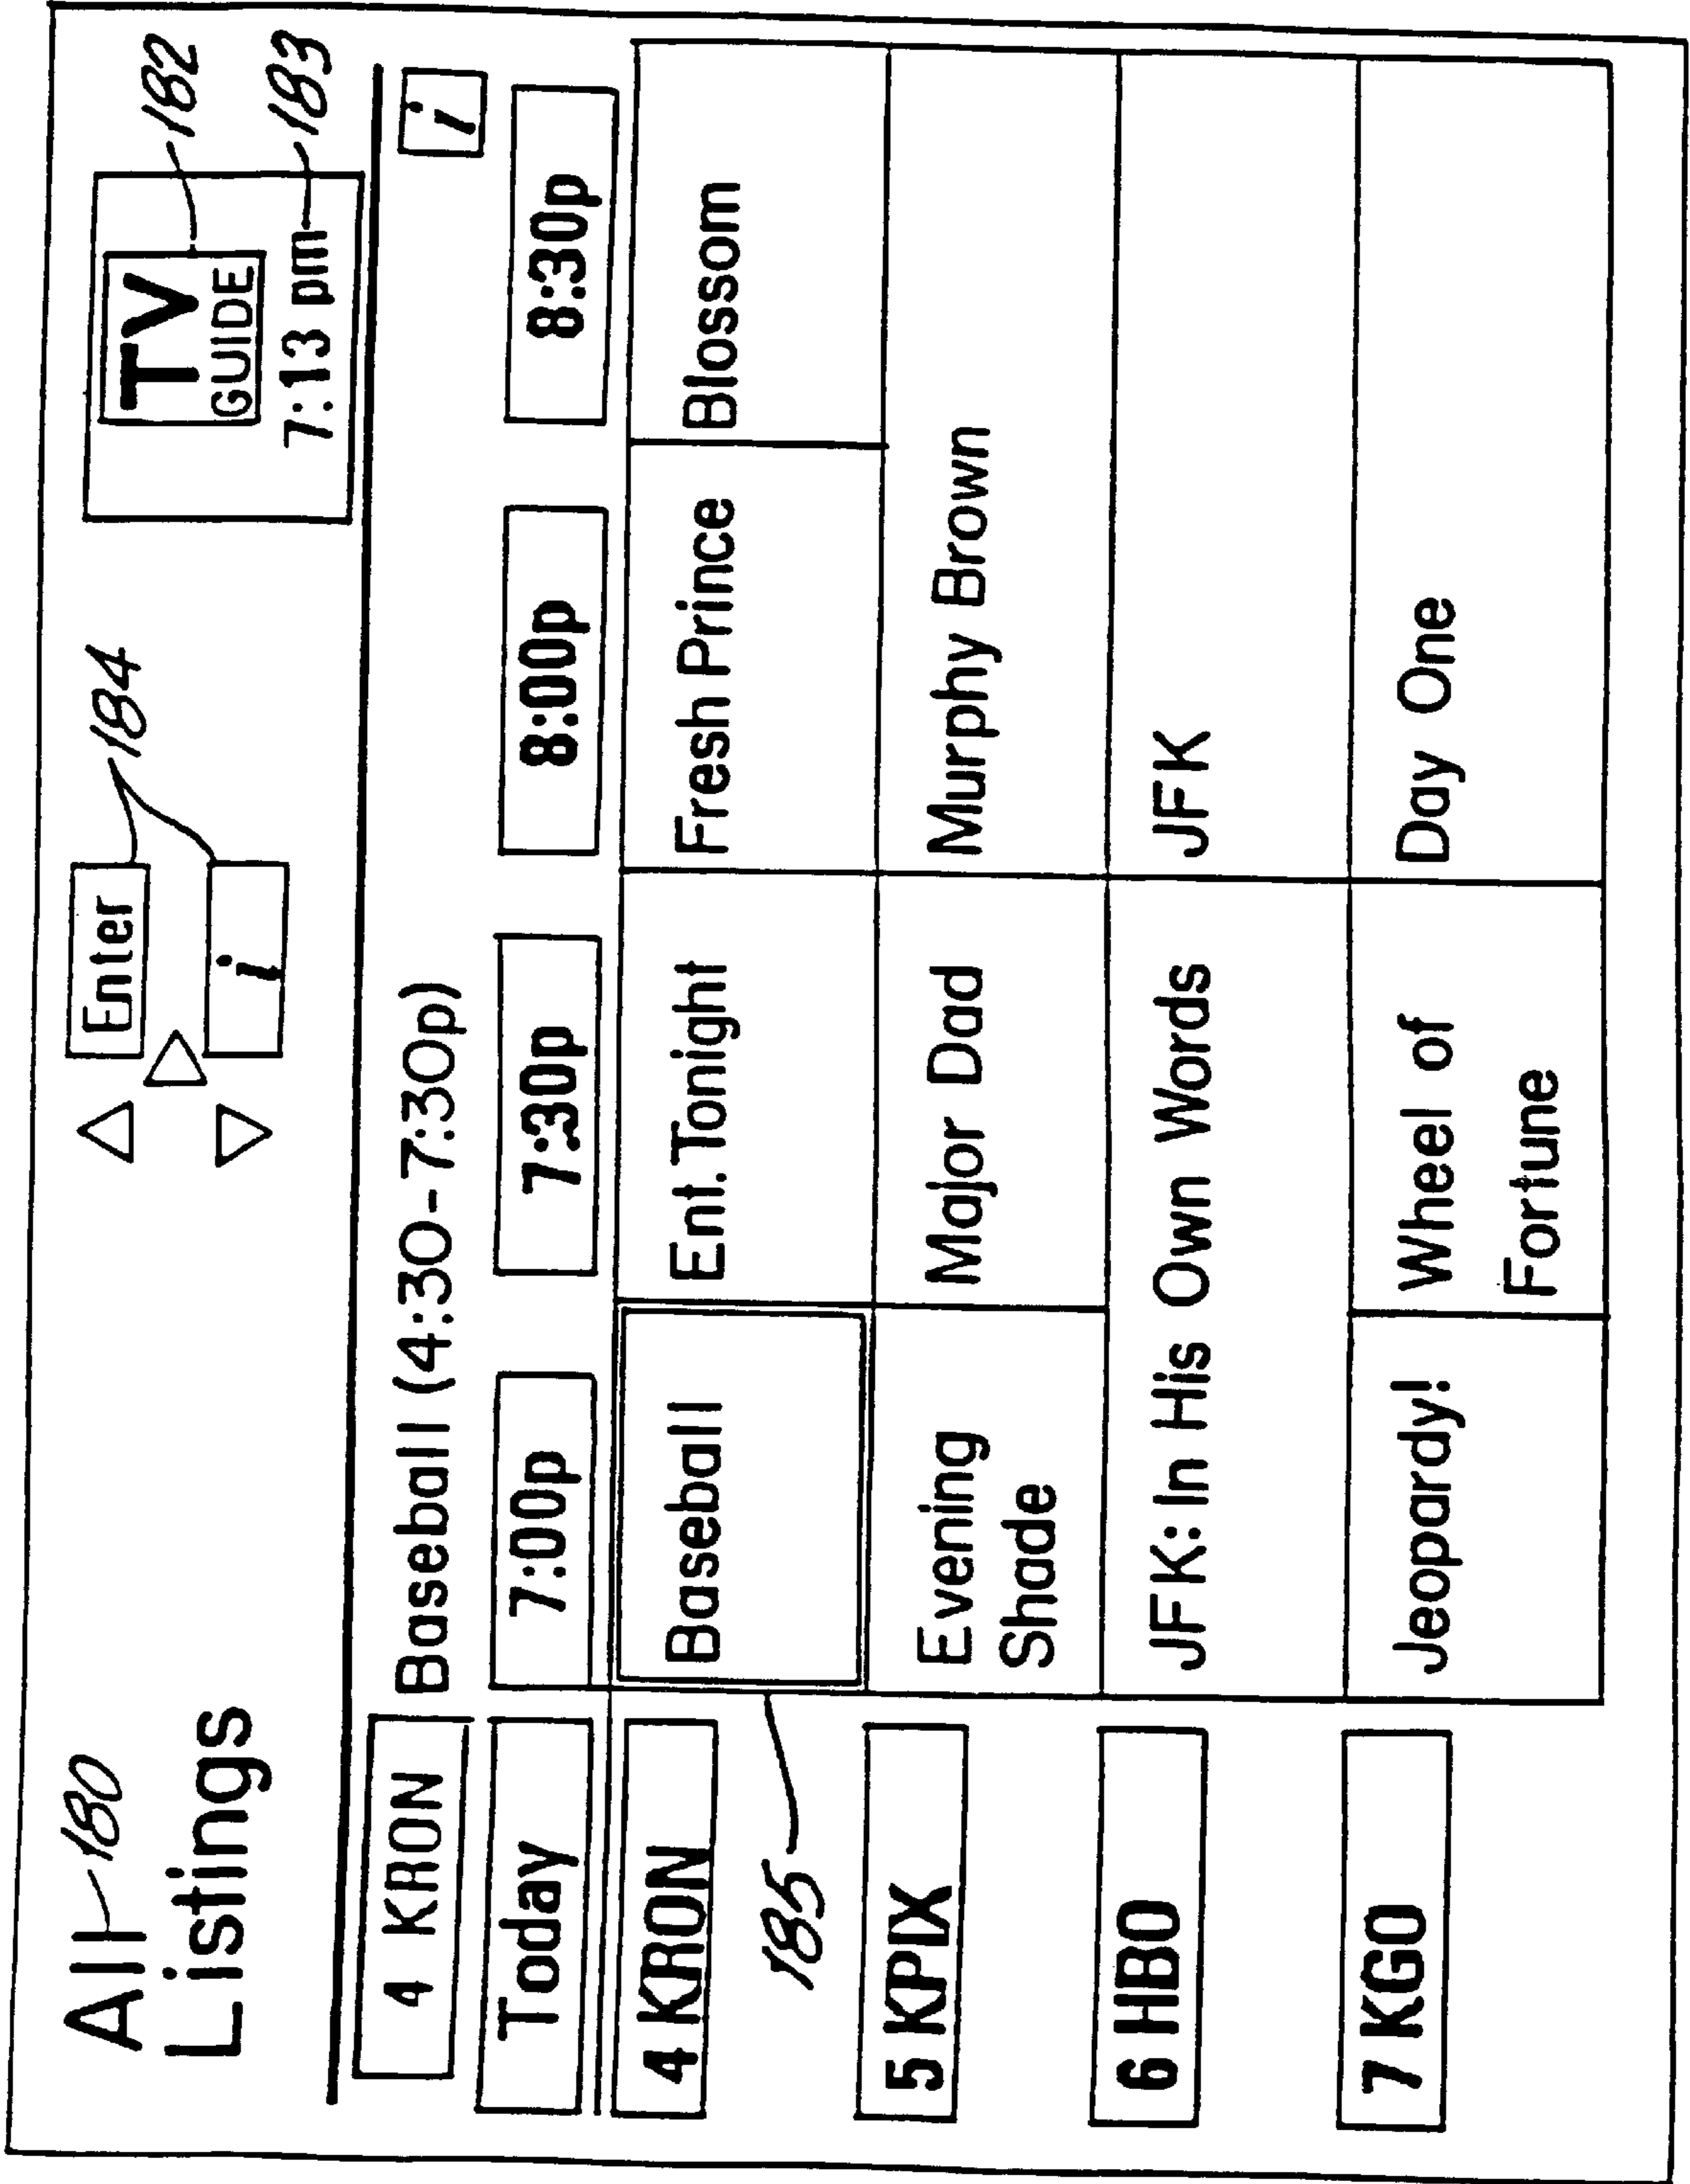 All 180
Listings
Enter
i
184
TV
GUIDE
7:13 pm
182
183
4 KRON Baseball (4:30-7:30p) i
Today 7:00p 7:30p 8:00p 8:30p
4 KRON Baseball Ent.Tonight Fresh Prince Blossom
185
5 KPIX Evening Major Dad Murphy Brown
Shade
6 HBO JFK: In His Own Words JFK
7 KGO Jeopardy! Wheel of Day One
Fortune